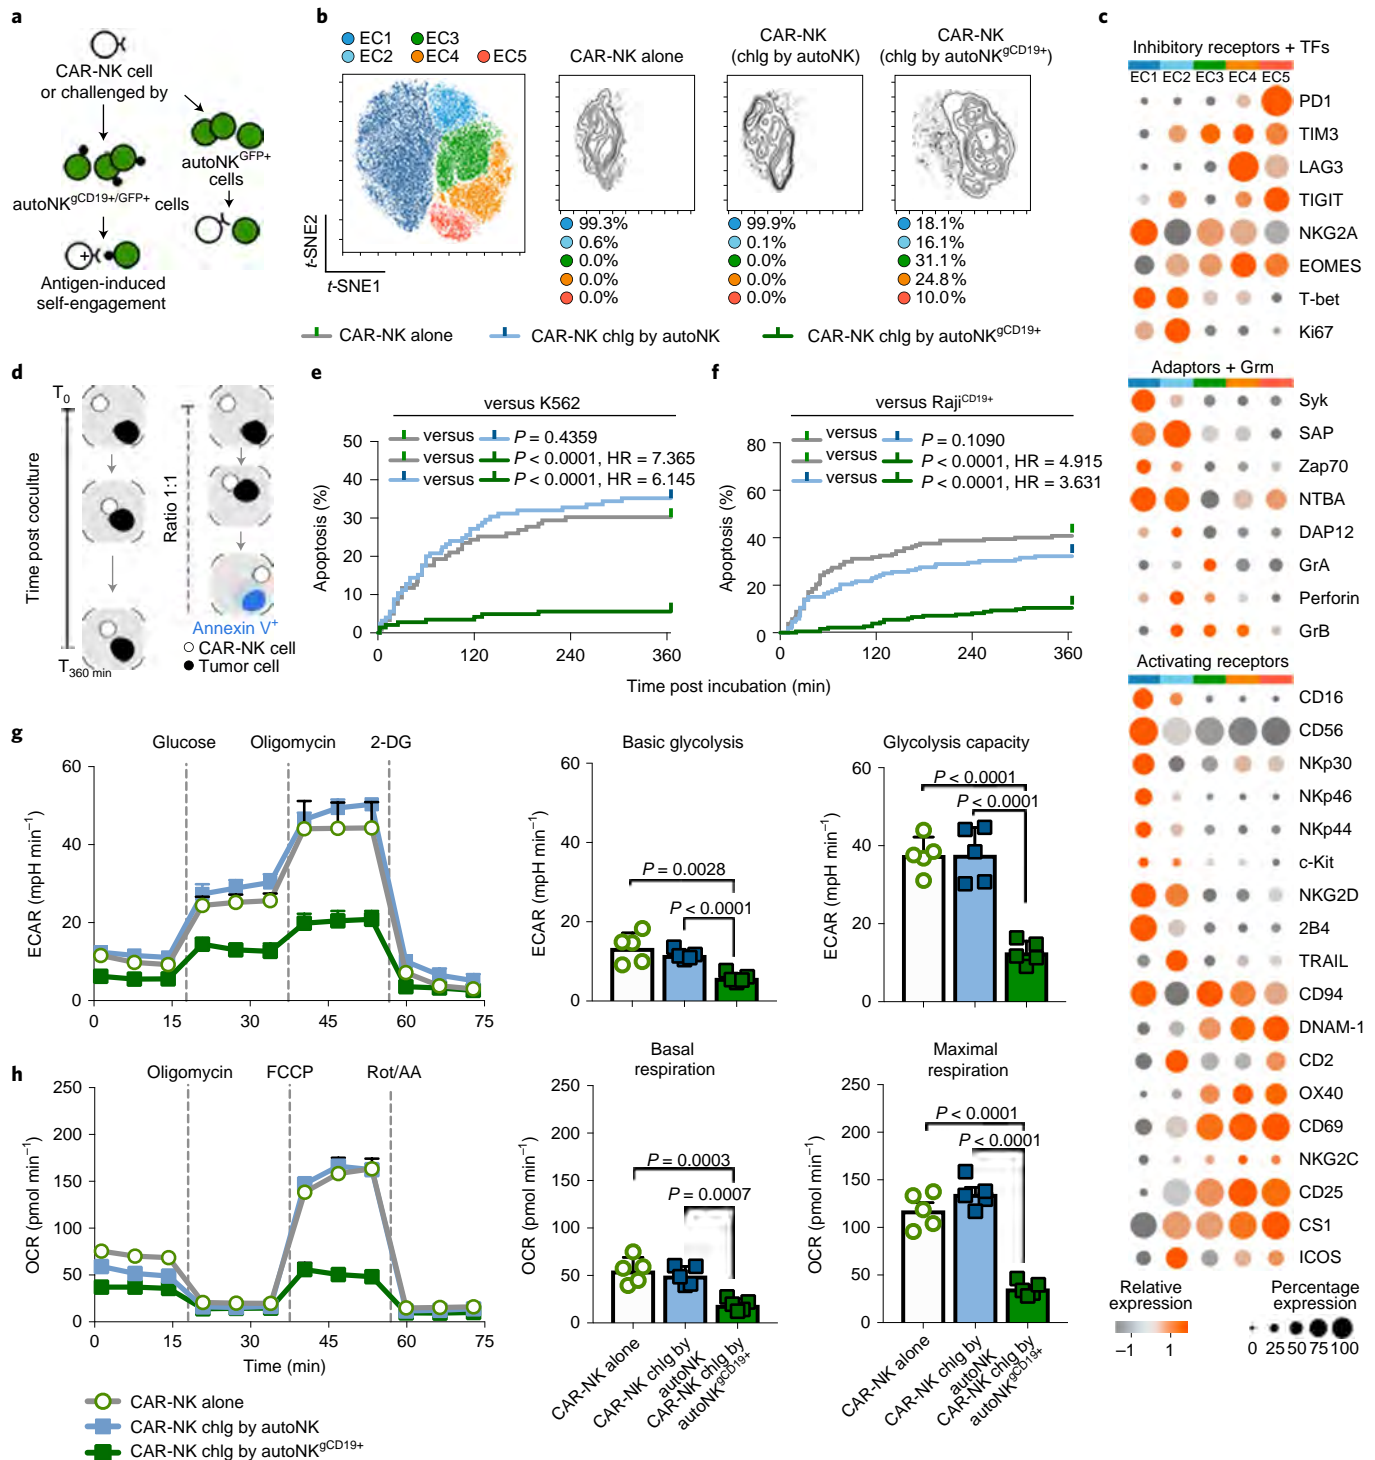 a
CAR-NK cell
or challenged by
autoNK^GFP+
cells
autoNK^gCD19+/GFP+ cells
+
Antigen-induced
self-engagement
b
EC1
EC3
EC2
EC4
EC5
t-SNE2
t-SNE1
CAR-NK alone
CAR-NK
(chlg by autoNK)
CAR-NK
(chlg by autoNK^gCD19+)
99.3%
0.6%
0.0%
0.0%
0.0%
99.9%
0.1%
0.0%
0.0%
0.0%
18.1%
16.1%
31.1%
24.8%
10.0%
CAR-NK alone
CAR-NK chlg by autoNK
CAR-NK chlg by autoNK^gCD19+
c
Inhibitory receptors + TFs
EC1 EC2 EC3 EC4 EC5
PD1
TIM3
LAG3
TIGIT
NKG2A
EOMES
T-bet
Ki67
Adaptors + Grm
Syk
SAP
Zap70
NTBA
DAP12
GrA
Perforin
GrB
Activating receptors
CD16
CD56
NKp30
NKp46
NKp44
c-Kit
NKG2D
2B4
TRAIL
CD94
DNAM-1
CD2
OX40
CD69
NKG2C
CD25
CS1
ICOS
Relative
expression
−1 1
Percentage
expression
0 25 50 75 100
d
T0
Time post coculture
T360 min
Ratio 1:1
Annexin V+
CAR-NK cell
Tumor cell
e
versus K562
versus P = 0.4359
versus P < 0.0001, HR = 7.365
versus P < 0.0001, HR = 6.145
Apoptosis (%)
50
40
30
20
10
0
0 120 240 360
f
versus Raji^CD19+
versus P = 0.1090
versus P < 0.0001, HR = 4.915
versus P < 0.0001, HR = 3.631
Apoptosis (%)
80
60
40
20
0
0 120 240 360
Time post incubation (min)
g
Glucose Oligomycin 2-DG
ECAR (mpH min−1)
60
40
20
0
0 15 30 45 60 75
Basic glycolysis
ECAR (mpH min−1)
60
40
20
0
P = 0.0028
P < 0.0001
Glycolysis capacity
ECAR (mpH min−1)
60
40
20
0
P < 0.0001
P < 0.0001
h
Oligomycin FCCP Rot/AA
OCR (pmol min−1)
250
200
150
100
50
0
0 15 30 45 60 75
Time (min)
Basal
respiration
OCR (pmol min−1)
250
200
150
100
50
0
P = 0.0003
P = 0.0007
CAR-NK alone
CAR-NK chlg by
autoNK
CAR-NK chlg by
autoNK^gCD19+
Maximal
respiration
OCR (pmol min−1)
250
200
150
100
50
0
P < 0.0001
P < 0.0001
CAR-NK alone
CAR-NK chlg by
autoNK
CAR-NK chlg by
autoNK^gCD19+
CAR-NK alone
CAR-NK chlg by autoNK
CAR-NK chlg by autoNK^gCD19+